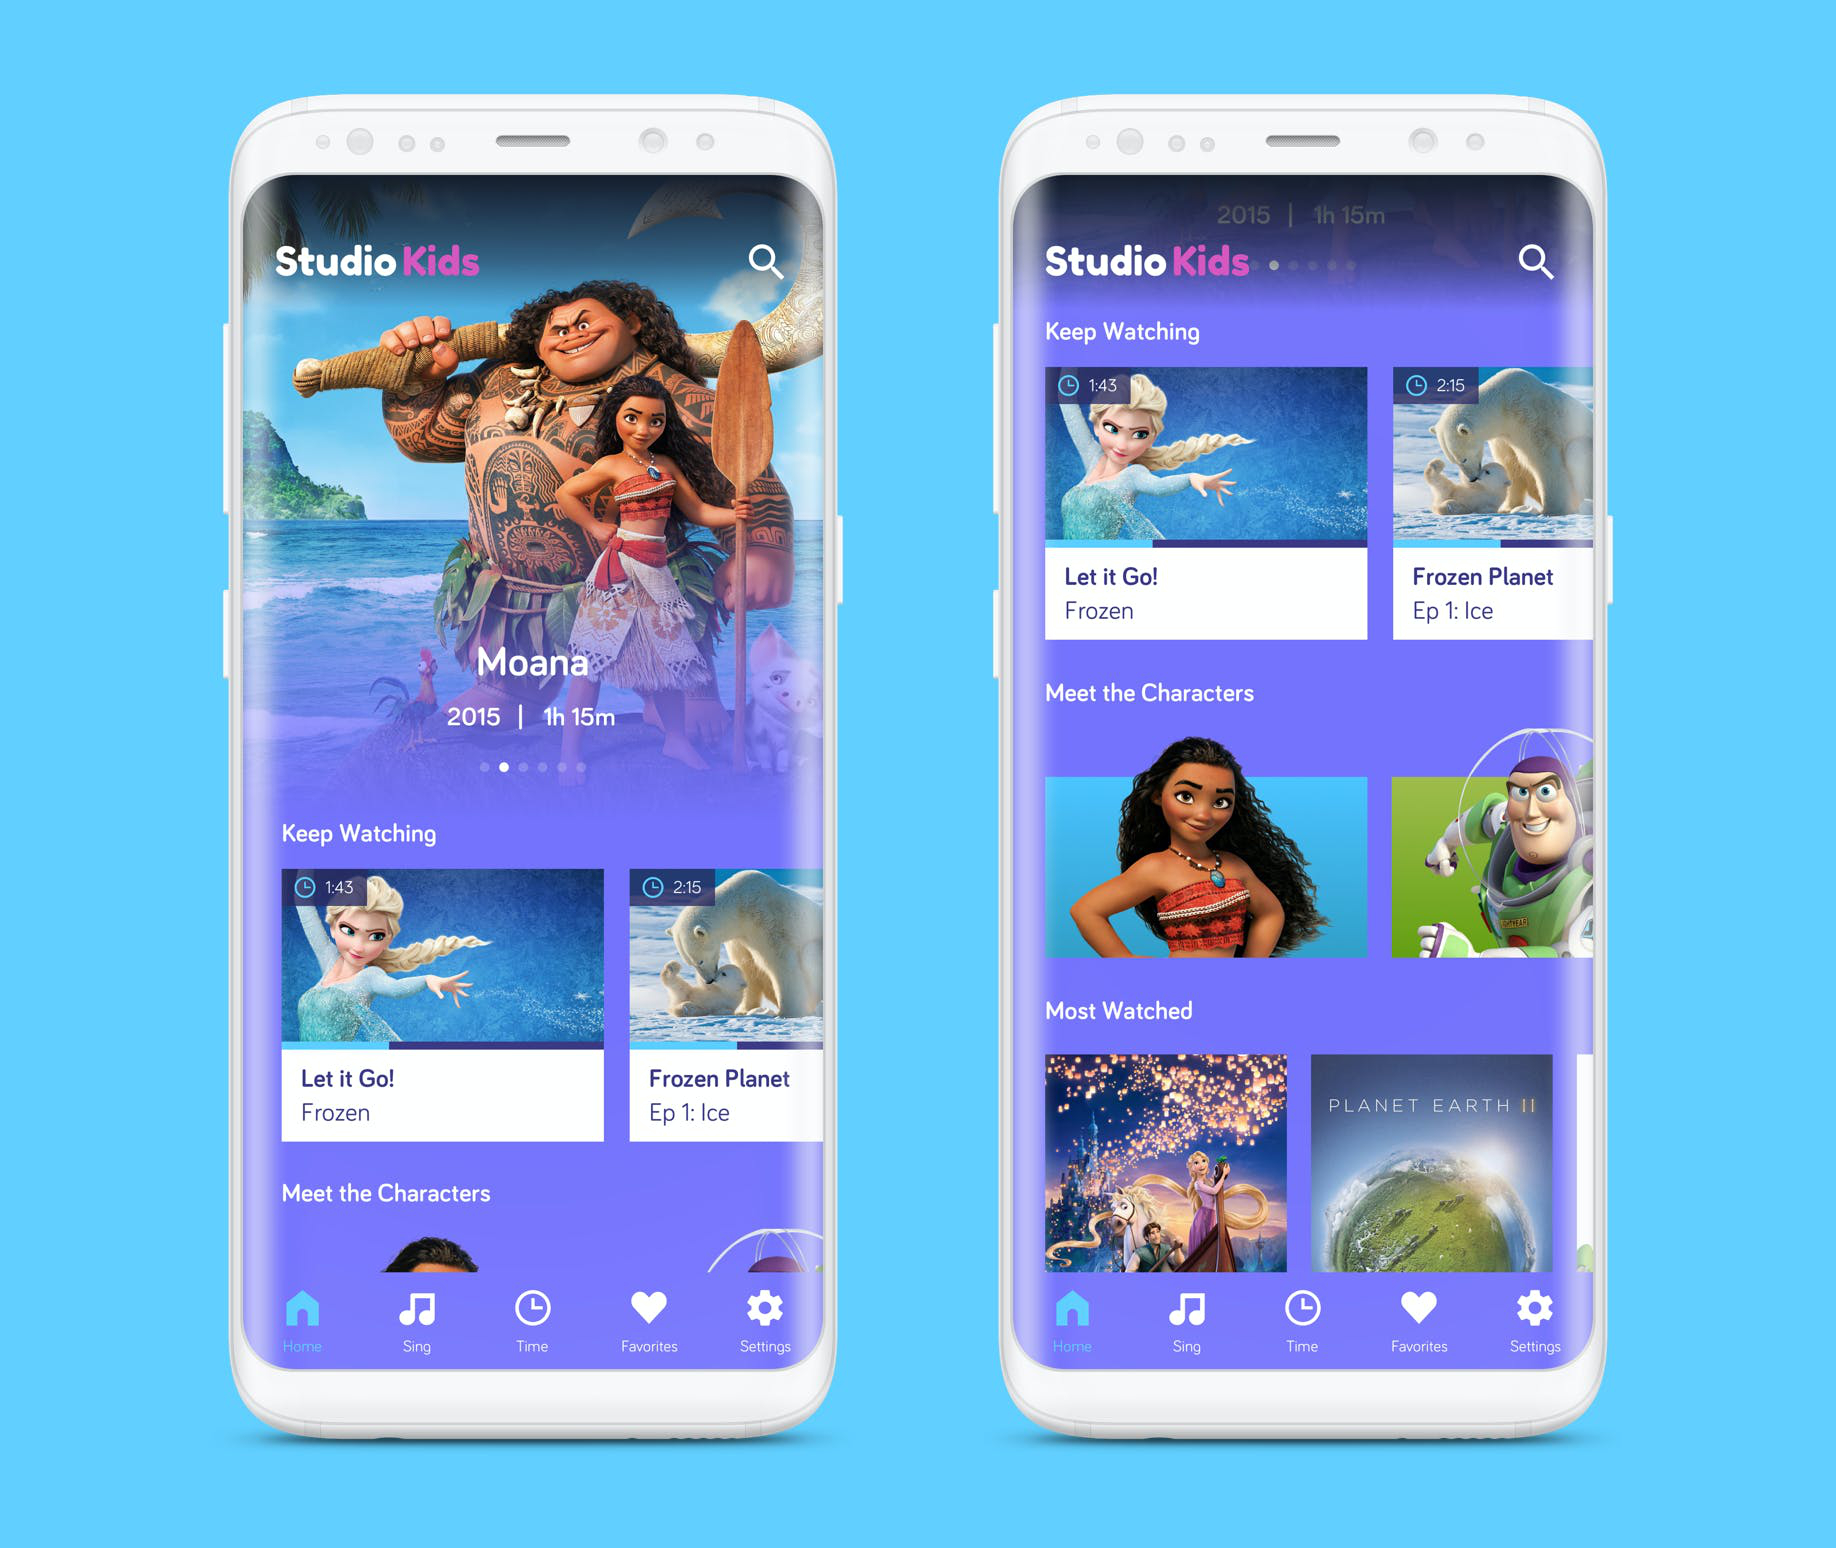 Studio Kids
Moana
2015 | 1h 15m
Keep Watching
1:43
2:15
Let it Go!
Frozen
Frozen Planet
Ep 1: Ice
Meet the Characters
Home
Sing
Time
Favorites
Settings
2015 | 1h 15m
Studio Kids
Keep Watching
1:43
2:15
Let it Go!
Frozen
Frozen Planet
Ep 1: Ice
Meet the Characters
LIGHTYEAR
Most Watched
PLANET EARTH II
Home
Sing
Time
Favorites
Settings